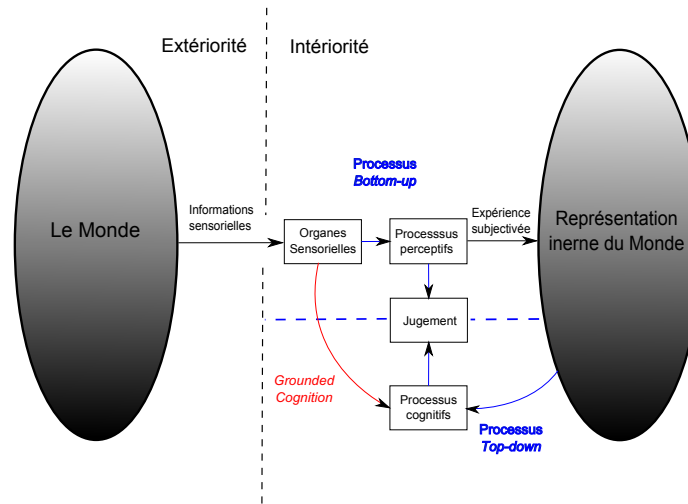 Extériorité
Intériorité
Processus
Bottom-up
Le Monde
Informations
sensorielles
Organes
Sensorielles
Processsus
perceptifs
Expérience
subjectivée
Représentation
inerne du Monde
Jugement
Grounded
Cognition
Processus
cognitifs
Processus
Top-down